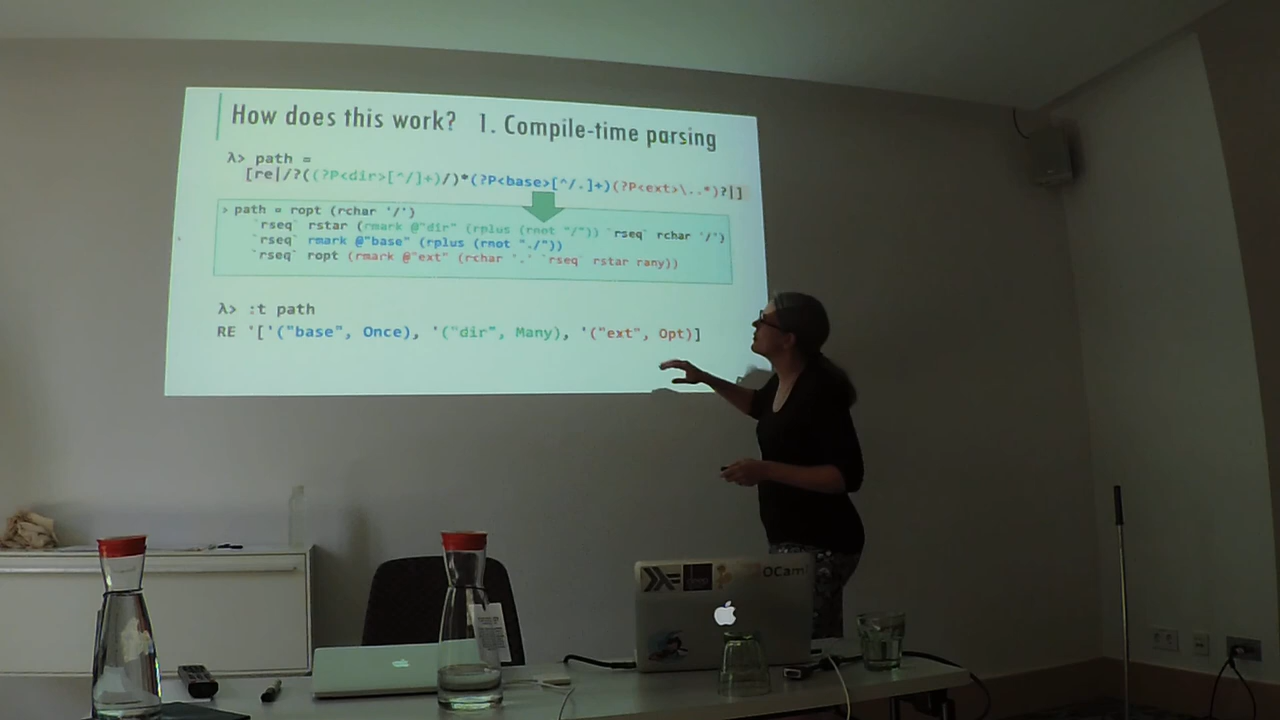 How does this work? 1. Compile-time parsing
λ> path =
[re|/?((?P<dir>[^/]+)/)*(?P<base>[^/.]+)(?P<ext>\..*)?|]
> path = ropt (rchar '/')
`rseq` rstar (rmark @"dir" (rplus (rnot "/")) `rseq` rchar '/')
`rseq` rmark @"base" (rplus (rnot "./"))
`rseq` ropt (rmark @"ext" (rchar '.' `rseq` rstar rany))
λ> :t path
RE '['("base", Once), '("dir", Many), '("ext", Opt)]
OCaml